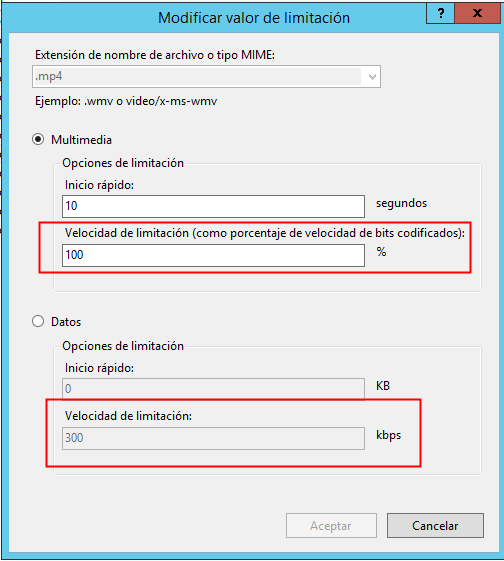 Modificar valor de limitación
? X
Extensión de nombre de archivo o tipo MIME:
.mp4
Ejemplo: .wmv o video/x-ms-wmv
Multimedia
Opciones de limitación
Inicio rápido:
10 segundos
Velocidad de limitación (como porcentaje de velocidad de bits codificados):
100 %
Datos
Opciones de limitación
Inicio rápido:
0 KB
Velocidad de limitación:
300 kbps
Aceptar Cancelar